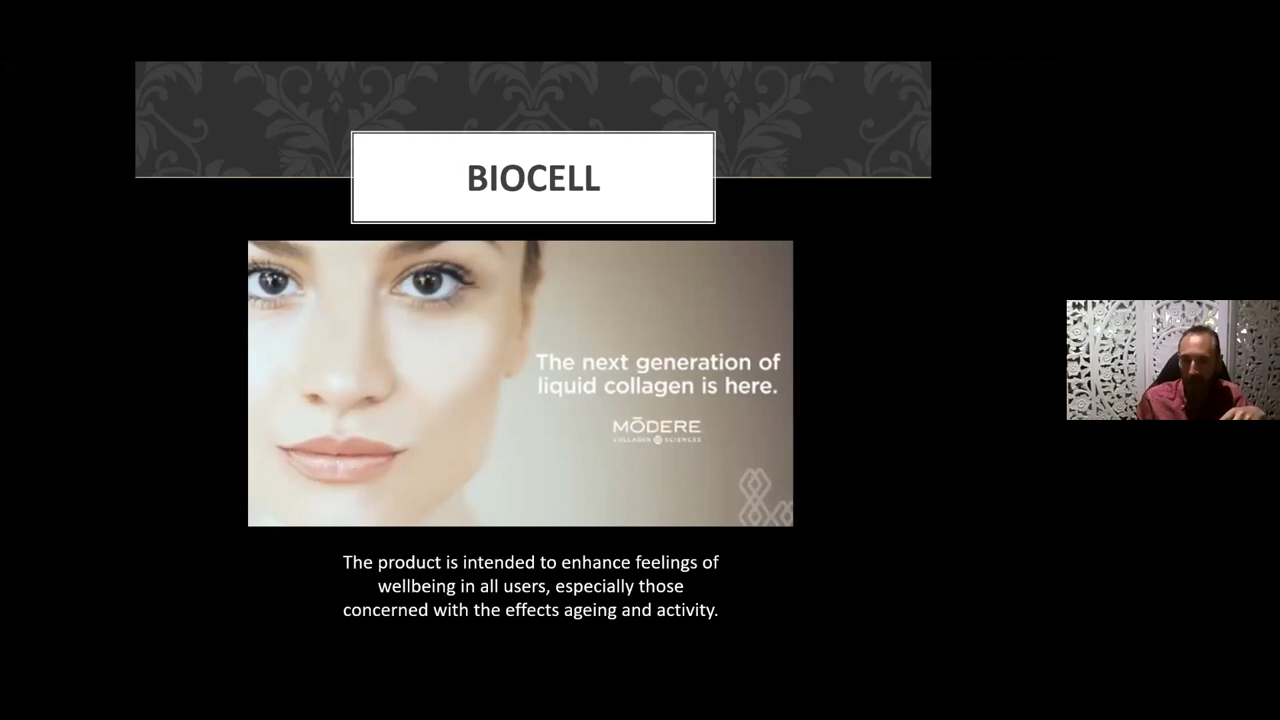 BIOCELL
The next generation of
liquid collagen is here.
MŌDERE
COLLAGEN SCIENCES
The product is intended to enhance feelings of
wellbeing in all users, especially those
concerned with the effects ageing and activity.